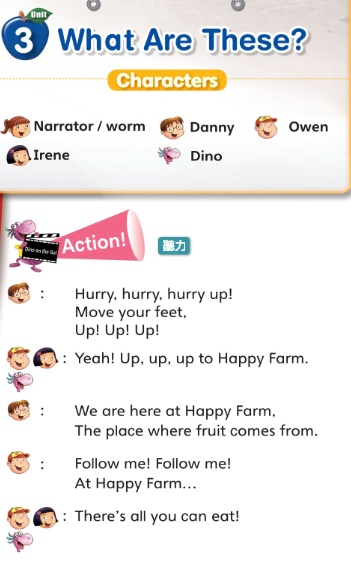 Unit
3 What Are These?
Characters
Narrator / worm Danny Owen
Irene Dino
Dino on the Go!
Action!
聽力
: Hurry, hurry, hurry up!
Move your feet,
Up! Up! Up!
: Yeah! Up, up, up to Happy Farm.
: We are here at Happy Farm,
The place where fruit comes from.
: Follow me! Follow me!
At Happy Farm...
: There's all you can eat!